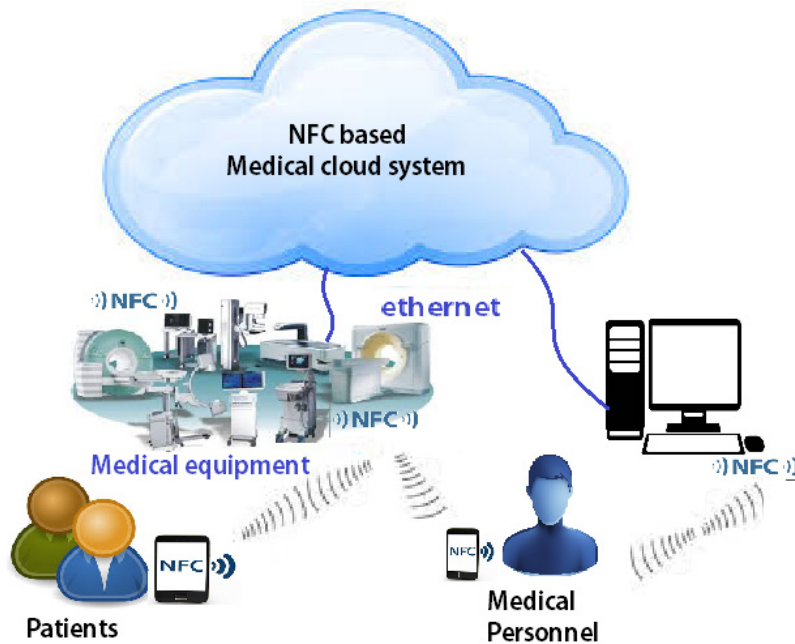 NFC based
Medical cloud system
ethernet
NFC
NFC
Medical equipment
NFC
NFC
NFC
Patients
Medical
Personnel